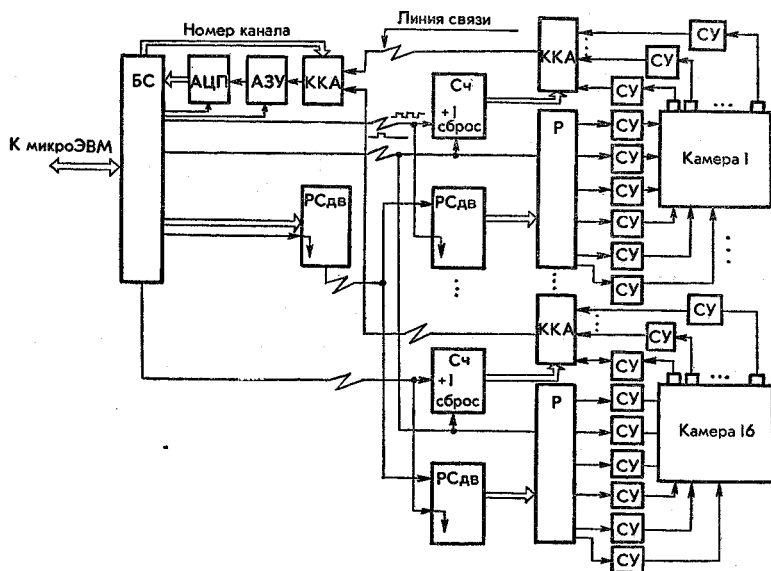 Номер канала
Линия связи
БС
АЦП
АЗУ
ККА
ККА
СУ
СУ
СУ
Сч
+1
сброс
К микроЭВМ
Р
СУ
СУ
СУ
СУ
СУ
СУ
Камера 1
РСдв
РСдв
ККА
СУ
СУ
СУ
Сч
+1
сброс
Р
СУ
СУ
СУ
СУ
СУ
СУ
Камера 16
РСдв